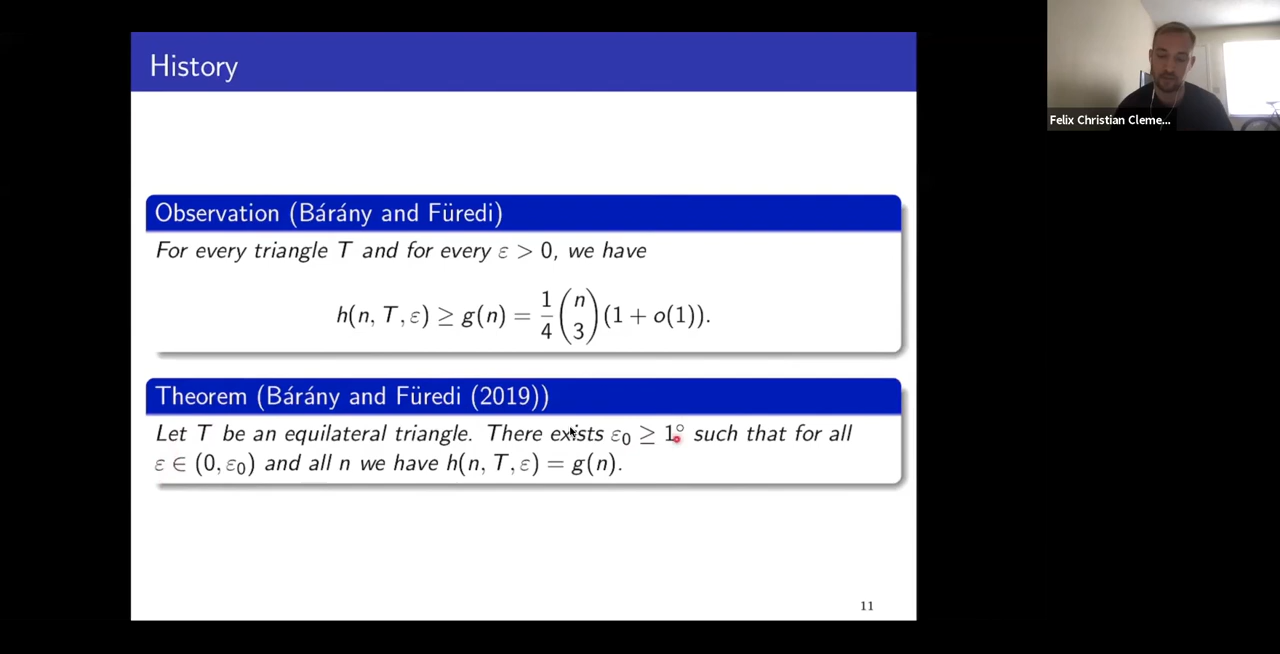 History
Observation (Bárány and Füredi)
For every triangle T and for every ε > 0, we have
h(n, T, ε) ≥ g(n) = \frac{1}{4} \binom{n}{3} (1 + o(1)).
Theorem (Bárány and Füredi (2019))
Let T be an equilateral triangle. There exists ε₀ ≥ 1° such that for all
ε ∈ (0, ε₀) and all n we have h(n, T, ε) = g(n).
11
Felix Christian Cleme...